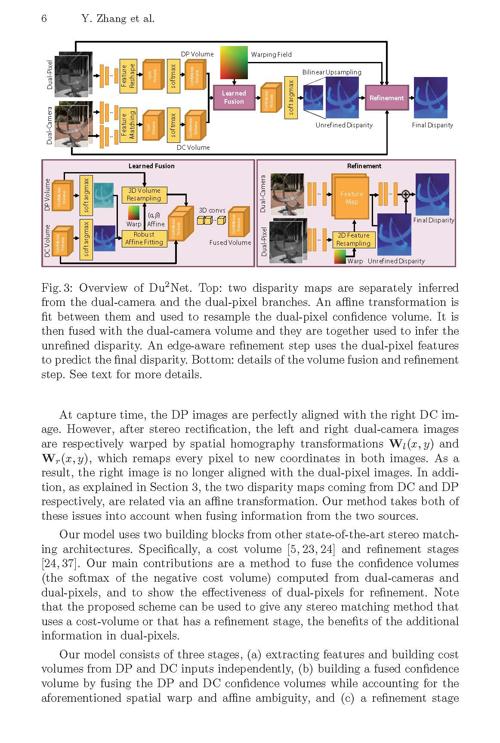 6 Y. Zhang et al.
Dual-Pixel
Feature
Reshape
softmax
DP Volume
Warping Field
Learned
Fusion
softargmax
Bilinear Upsampling
Refinement
Unrefined Disparity
Final Disparity
Dual-Camera
Feature
Matching
softmax
DC Volume
Learned Fusion
DP Volume
softargmax
3D Volume
Resampling
Warp
(α,β)
Affine
3D convs
Robust
Affine Fitting
Fused Volume
DC Volume
softargmax
Refinement
Dual-Camera
Feature
Map
Final Disparity
Dual-Pixel
2D Feature
Resampling
Warp
Unrefined Disparity
Fig. 3: Overview of Du²Net. Top: two disparity maps are separately inferred
from the dual-camera and the dual-pixel branches. An affine transformation is
fit between them and used to resample the dual-pixel confidence volume. It is
then fused with the dual-camera volume and they are together used to infer the
unrefined disparity. An edge-aware refinement step uses the dual-pixel features
to predict the final disparity. Bottom: details of the volume fusion and refinement
step. See text for more details.
At capture time, the DP images are perfectly aligned with the right DC im-
age. However, after stereo rectification, the left and right dual-camera images
are respectively warped by spatial homography transformations W_l(x, y) and
W_r(x, y), which remaps every pixel to new coordinates in both images. As a
result, the right image is no longer aligned with the dual-pixel images. In addi-
tion, as explained in Section 3, the two disparity maps coming from DC and DP
respectively, are related via an affine transformation. Our method takes both of
these issues into account when fusing information from the two sources.
Our model uses two building blocks from other state-of-the-art stereo match-
ing architectures. Specifically, a cost volume [5, 23, 24] and refinement stages
[24, 37]. Our main contributions are a method to fuse the confidence volumes
(the softmax of the negative cost volume) computed from dual-cameras and
dual-pixels, and to show the effectiveness of dual-pixels for refinement. Note
that the proposed scheme can be used to give any stereo matching method that
uses a cost-volume or that has a refinement stage, the benefits of the additional
information in dual-pixels.
Our model consists of three stages, (a) extracting features and building cost
volumes from DP and DC inputs independently, (b) building a fused confidence
volume by fusing the DP and DC confidence volumes while accounting for the
aforementioned spatial warp and affine ambiguity, and (c) a refinement stage